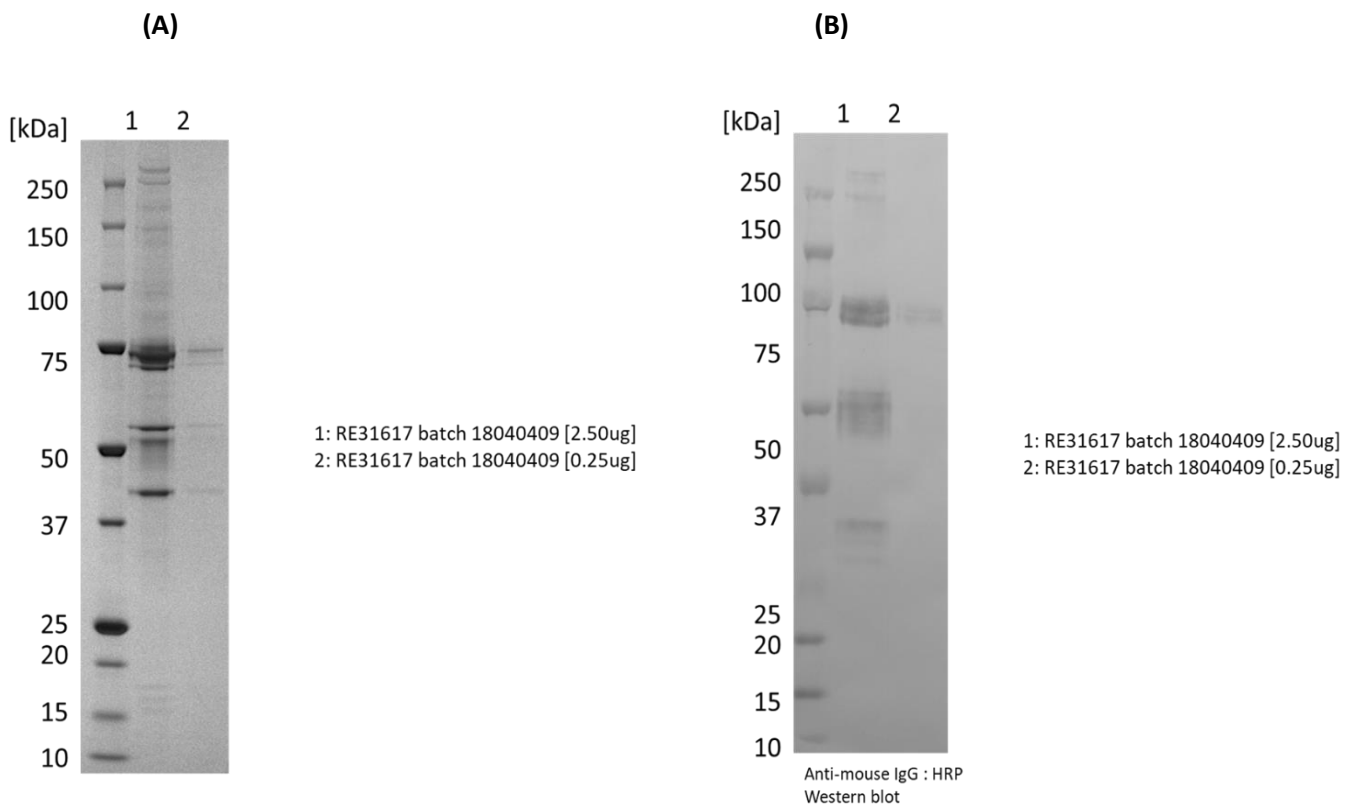 (A)
(B)
1 2
[kDa]
250
150
100
75
50
37
25
20
15
10
1: RE31617 batch 18040409 [2.50ug]
2: RE31617 batch 18040409 [0.25ug]
1 2
[kDa]
250
150
100
75
50
37
25
20
15
10
1: RE31617 batch 18040409 [2.50ug]
2: RE31617 batch 18040409 [0.25ug]
Anti-mouse IgG : HRP
Western blot